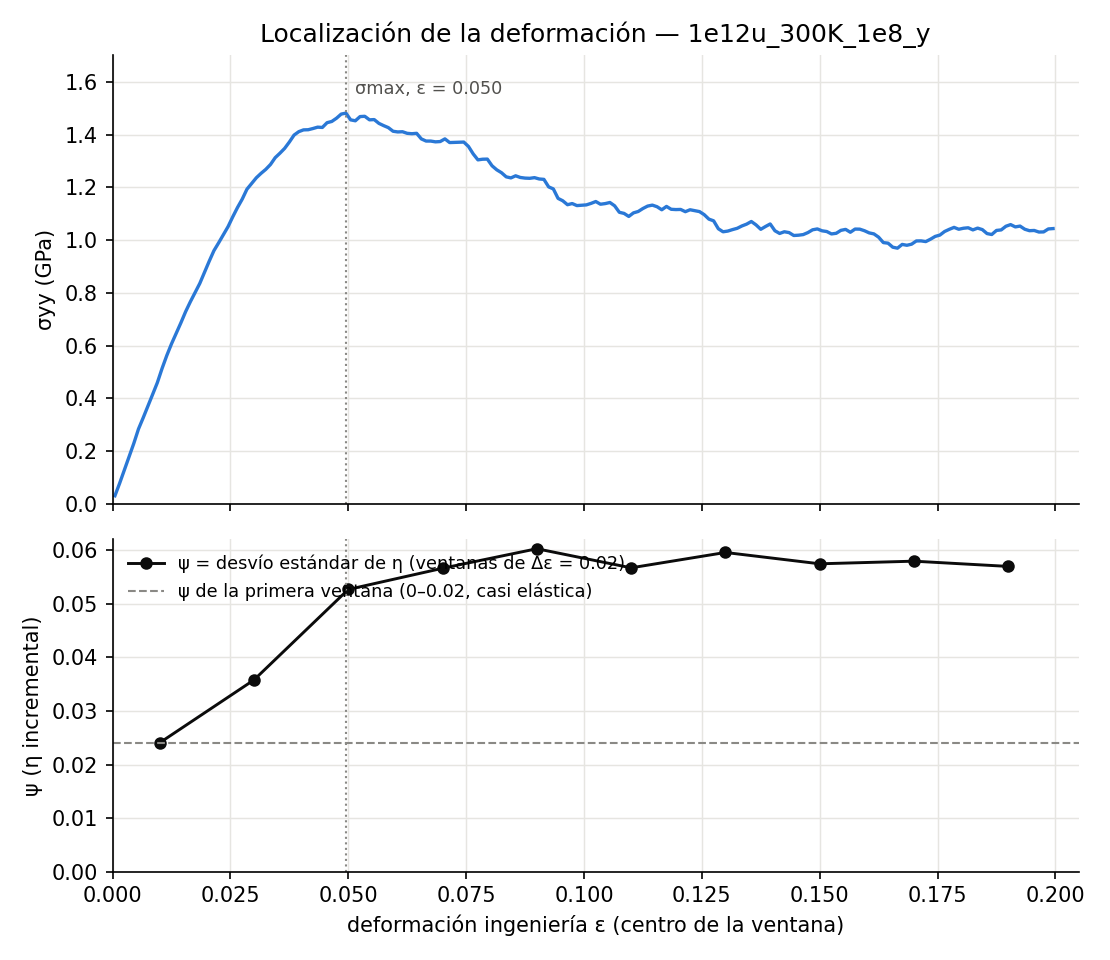 Localización de la deformación — 1e12u_300K_1e8_y
σmax, ε = 0.050
σyy (GPa)
1.6
1.4
1.2
1.0
0.8
0.6
0.4
0.2
0.0
ψ = desvío estándar de η (ventanas de Δε = 0.02)
ψ de la primera ventana (0–0.02, casi elástica)
ψ (η incremental)
0.06
0.05
0.04
0.03
0.02
0.01
0.00
0.000 0.025 0.050 0.075 0.100 0.125 0.150 0.175 0.200
deformación ingeniería ε (centro de la ventana)